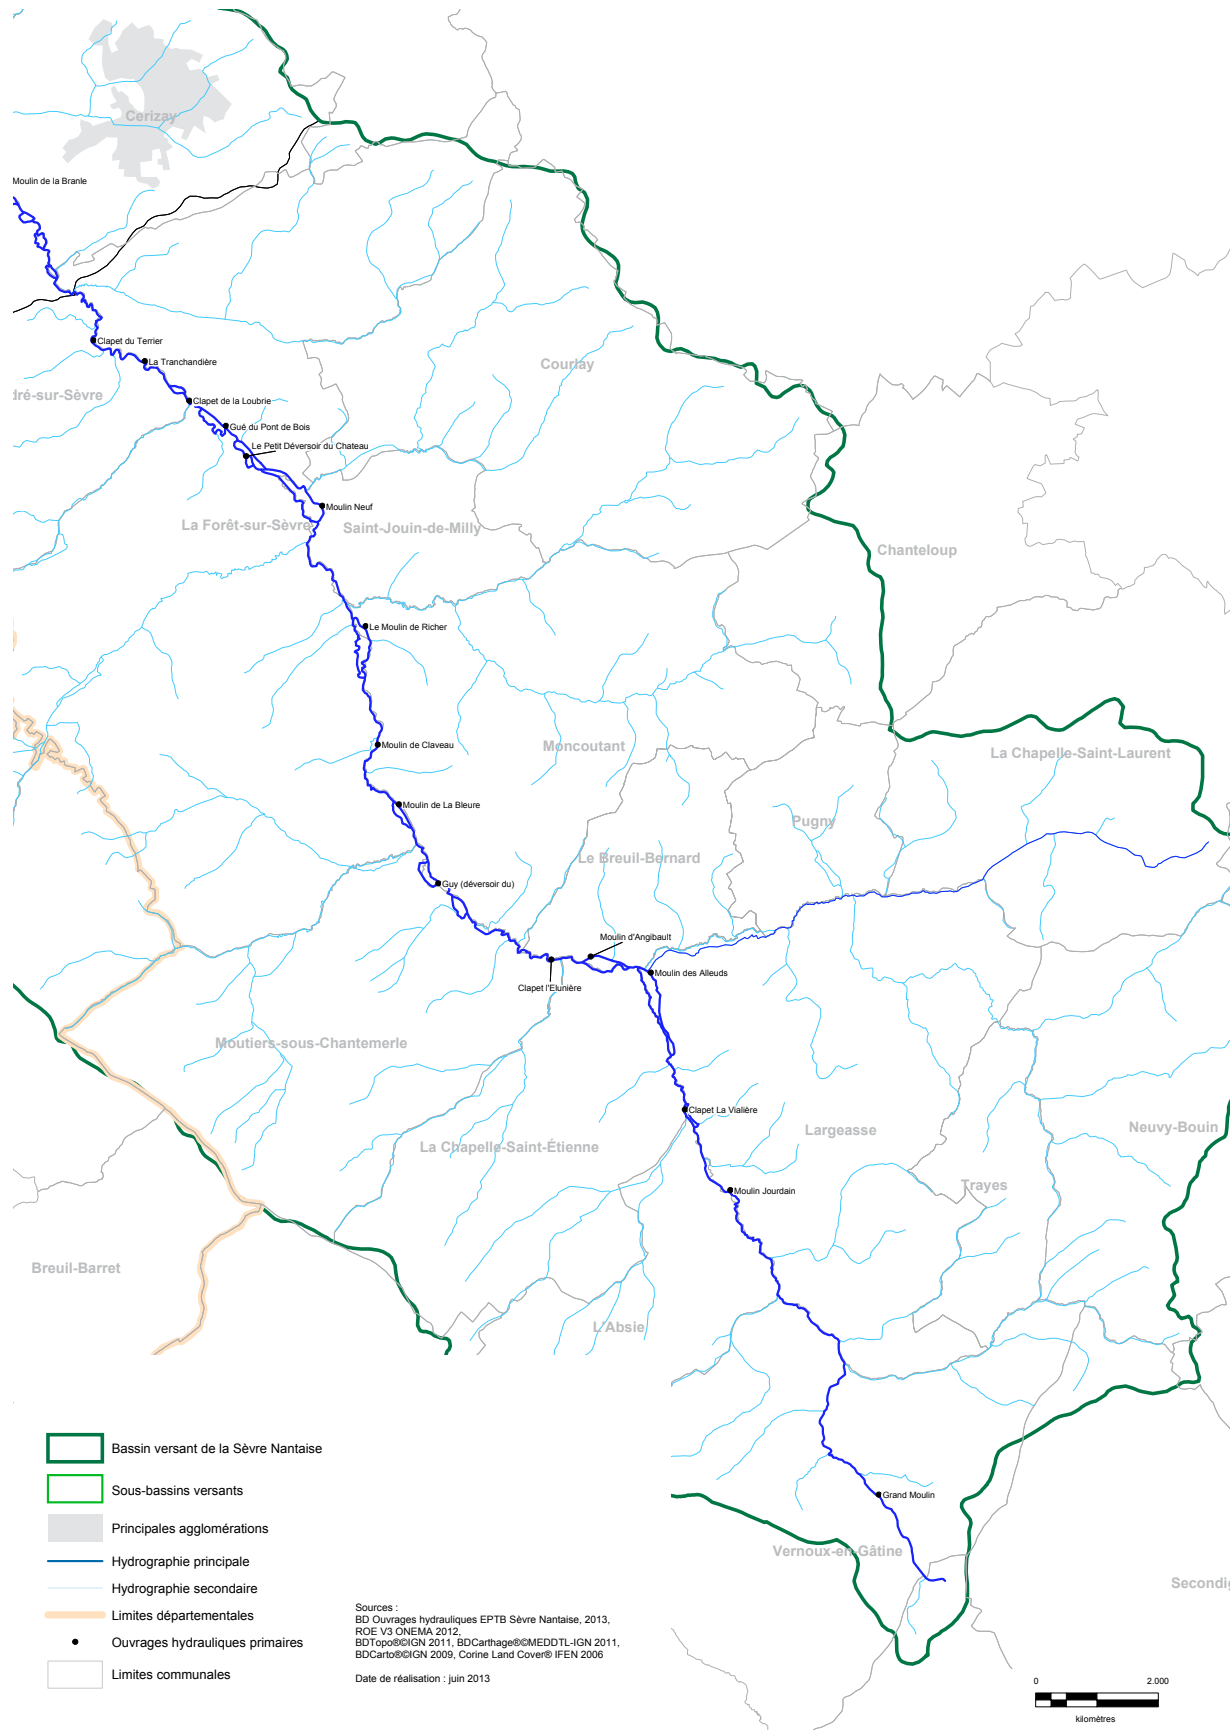 Cerizay
Moulin de la Branle
Clapet du Terrier
La Tranchandière
Courlay
dré-sur-Sèvre
Clapet de la Loubrie
Gué du Pont de Bois
Le Petit Déversoir du Chateau
Moulin Neuf
La Forêt-sur-Sèvre
Saint-Jouin-de-Milly
Chanteloup
Le Moulin de Richer
Moulin de Claveau
Moncoutant
La Chapelle-Saint-Laurent
Moulin de La Bleure
Pugny
Le Breuil-Bernard
Guy (déversoir du)
Moulin d'Angibault
Moulin des Alleuds
Clapet l'Elunière
Moutiers-sous-Chantemerle
Clapet La Vialière
Largeasse
Neuvy-Bouin
La Chapelle-Saint-Étienne
Trayes
Moulin Jourdain
Breuil-Barret
L'Absie
Grand Moulin
Vernoux-en-Gâtine
Secondig
Bassin versant de la Sèvre Nantaise
Sous-bassins versants
Principales agglomérations
Hydrographie principale
Hydrographie secondaire
Limites départementales
Ouvrages hydrauliques primaires
Limites communales
Sources :
BD Ouvrages hydrauliques EPTB Sèvre Nantaise, 2013,
ROE V3 ONEMA 2012,
BDTopo®©IGN 2011, BDCarthage®©MEDDTL-IGN 2011,
BDCarto®©IGN 2009, Corine Land Cover® IFEN 2006
Date de réalisation : juin 2013
0 2.000
kilomètres